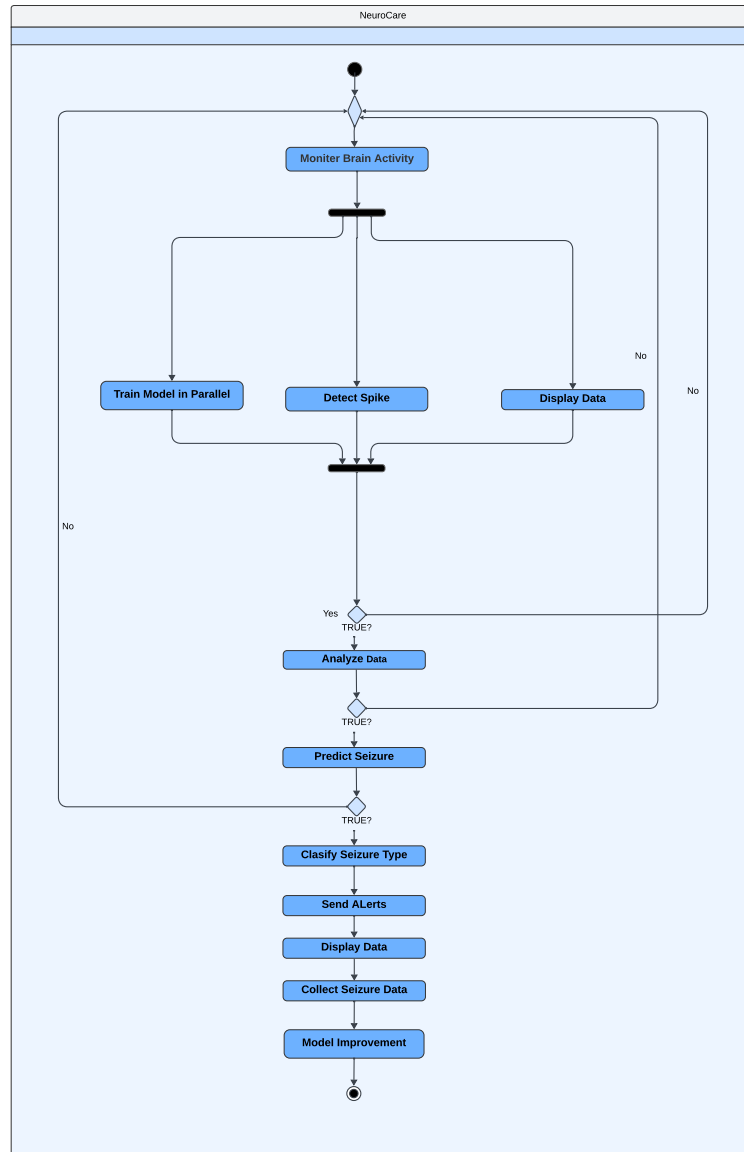 NeuroCare
Moniter Brain Activity
No
No
Train Model in Parallel
Detect Spike
Display Data
No
Yes
TRUE?
Analyze Data
TRUE?
Predict Seizure
TRUE?
Clasify Seizure Type
Send ALerts
Display Data
Collect Seizure Data
Model Improvement